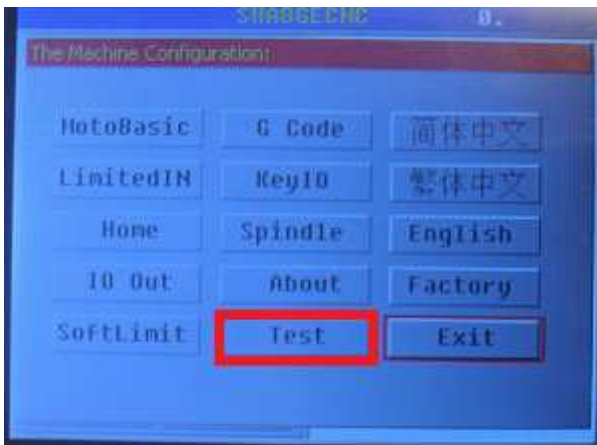 0.
The Machine Configuration:
MotoBasic G Code 简体中文
LimitedIN KeyIO 繁体中文
Home Spindle English
IO Out About Factory
SoftLimit Test Exit